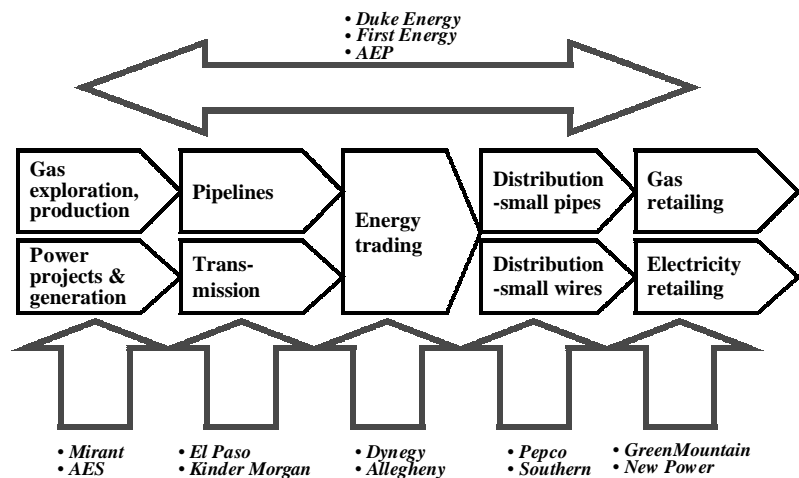 • Duke Energy
• First Energy
• AEP
Gas
exploration,
production
Pipelines
Energy
trading
Distribution
-small pipes
Gas
retailing
Power
projects &
generation
Trans-
mission
Distribution
-small wires
Electricity
retailing
• Mirant
• AES
• El Paso
• Kinder Morgan
• Dynegy
• Allegheny
• Pepco
• Southern
• GreenMountain
• New Power